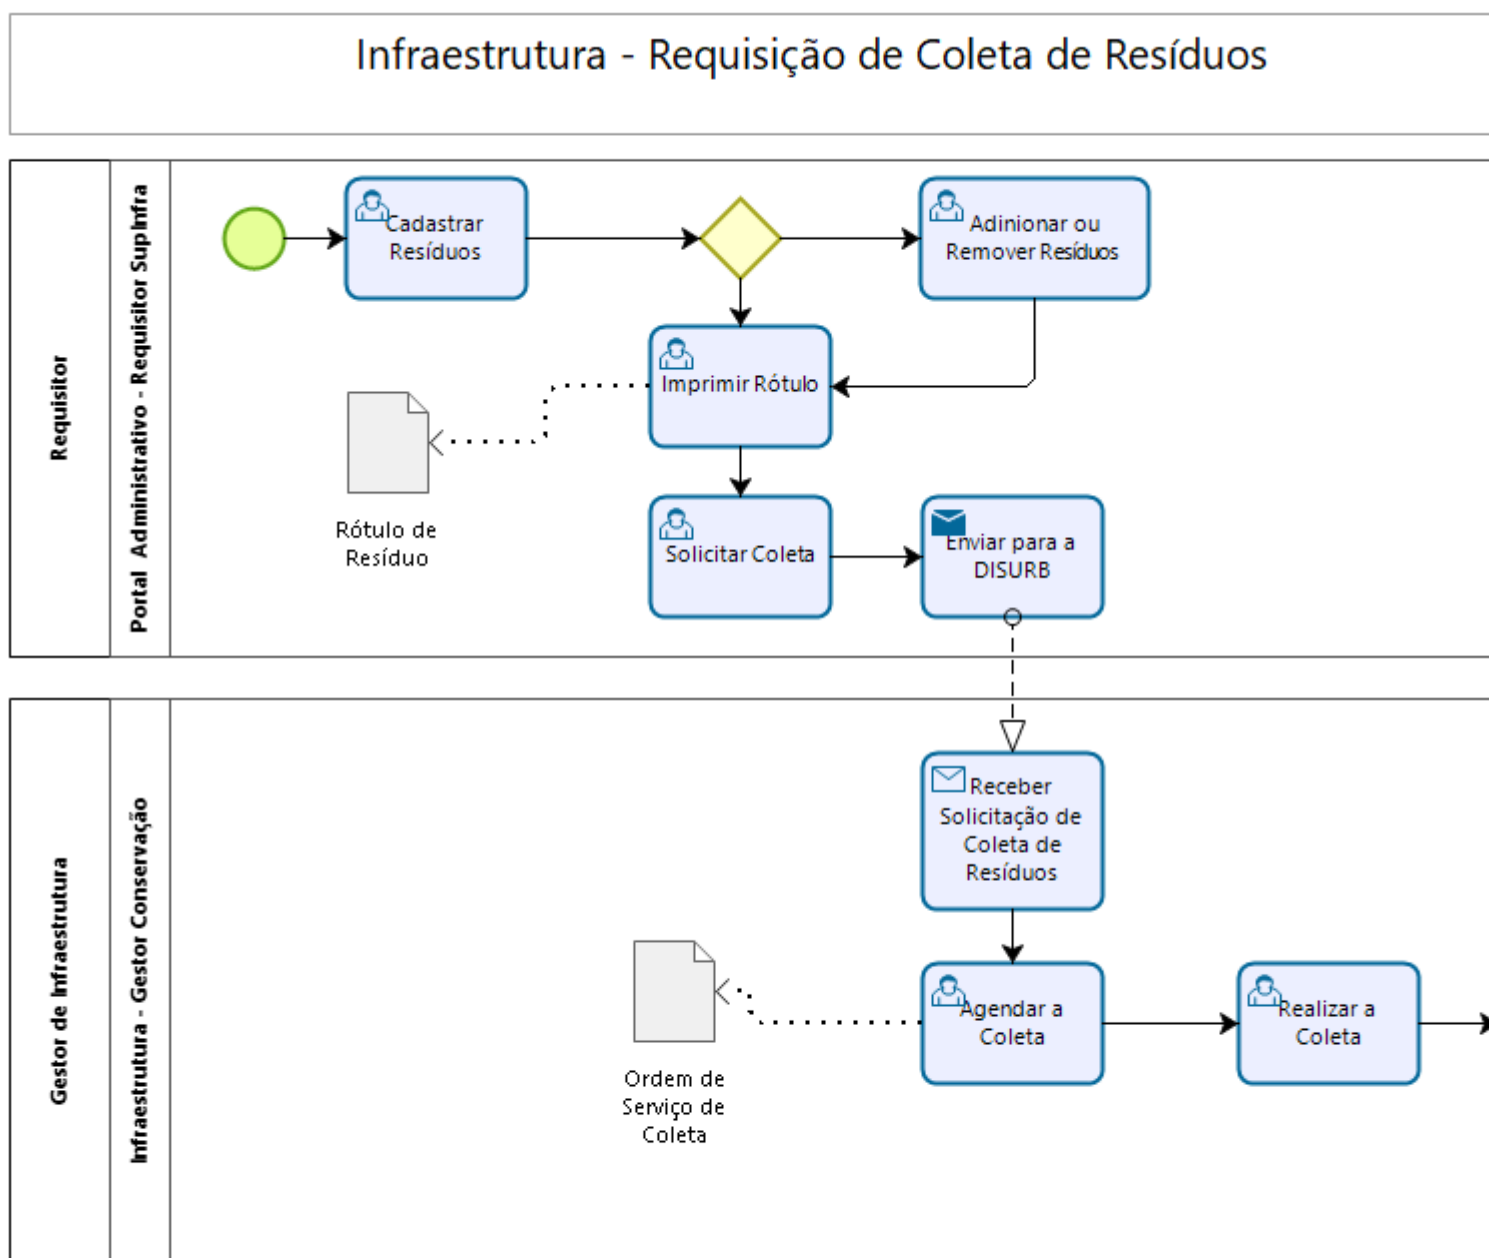 Infraestrutura - Requisição de Coleta de Resíduos
Requisitor
Portal Administrativo - Requisitor SupInfra
Cadastrar
Resíduos
Adinionar ou
Remover Resíduos
Imprimir Rótulo
Rótulo de
Resíduo
Solicitar Coleta
Enviar para a
DISURB
Gestor de Infraestrutura
Infraestrutura - Gestor Conservação
Receber
Solicitação de
Coleta de
Resíduos
Agendar a
Coleta
Realizar a
Coleta
Ordem de
Serviço de
Coleta